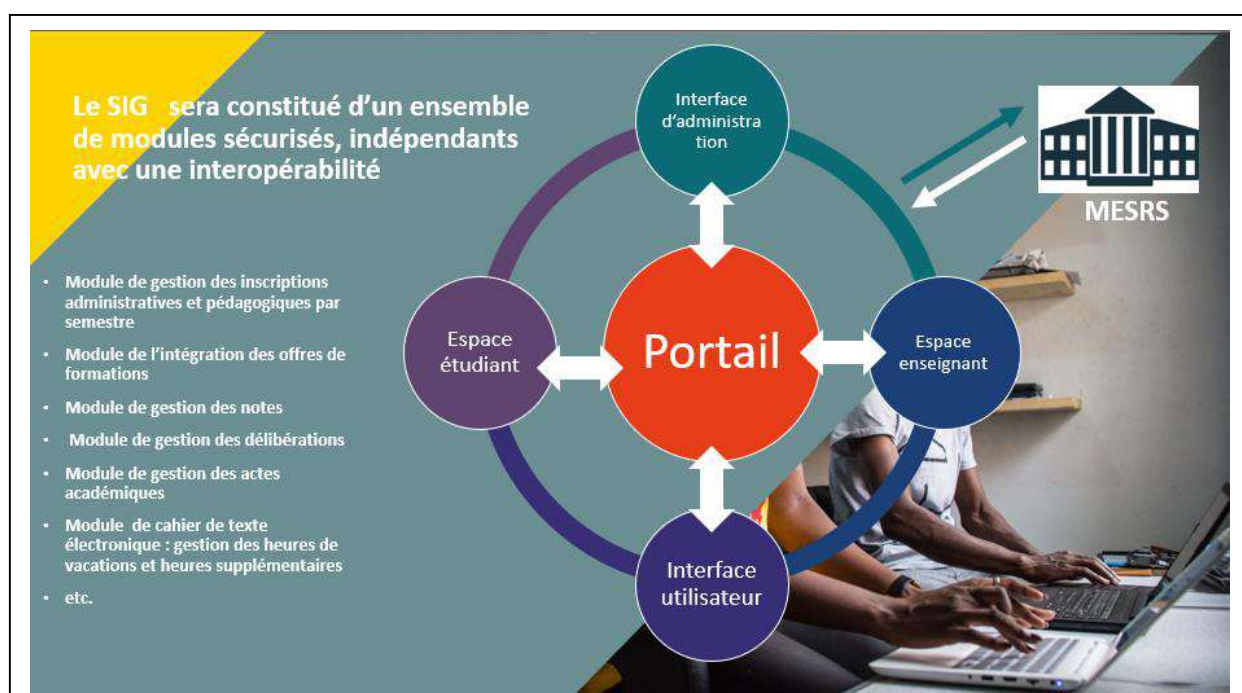 Le SIG sera constitué d'un ensemble
de modules sécurisés, indépendants
avec une interopérabilité
• Module de gestion des inscriptions
administratives et pédagogiques par
semestre
• Module de l'intégration des offres de
formations
• Module de gestion des notes
• Module de gestion des délibérations
• Module de gestion des actes
académiques
• Module de cahier de texte
électronique : gestion des heures de
vacations et heures supplémentaires
• etc.
Interface
d'administra
tion
Espace
étudiant
Portail
Espace
enseignant
Interface
utilisateur
MESRS